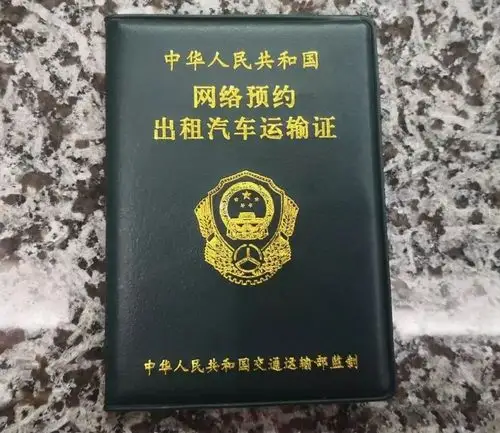 中华人民共和国
网络预约
出租汽车运输证
中华人民共和国交通运输部监制